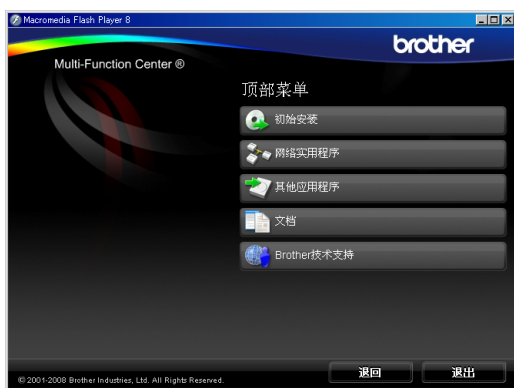 Macromedia Flash Player 8
brother
Multi-Function Center ®
顶部菜单
初始安装
网络实用程序
其他应用程序
文档
Brother技术支持
退回
退出
© 2001-2008 Brother Industries, Ltd. All Rights Reserved.